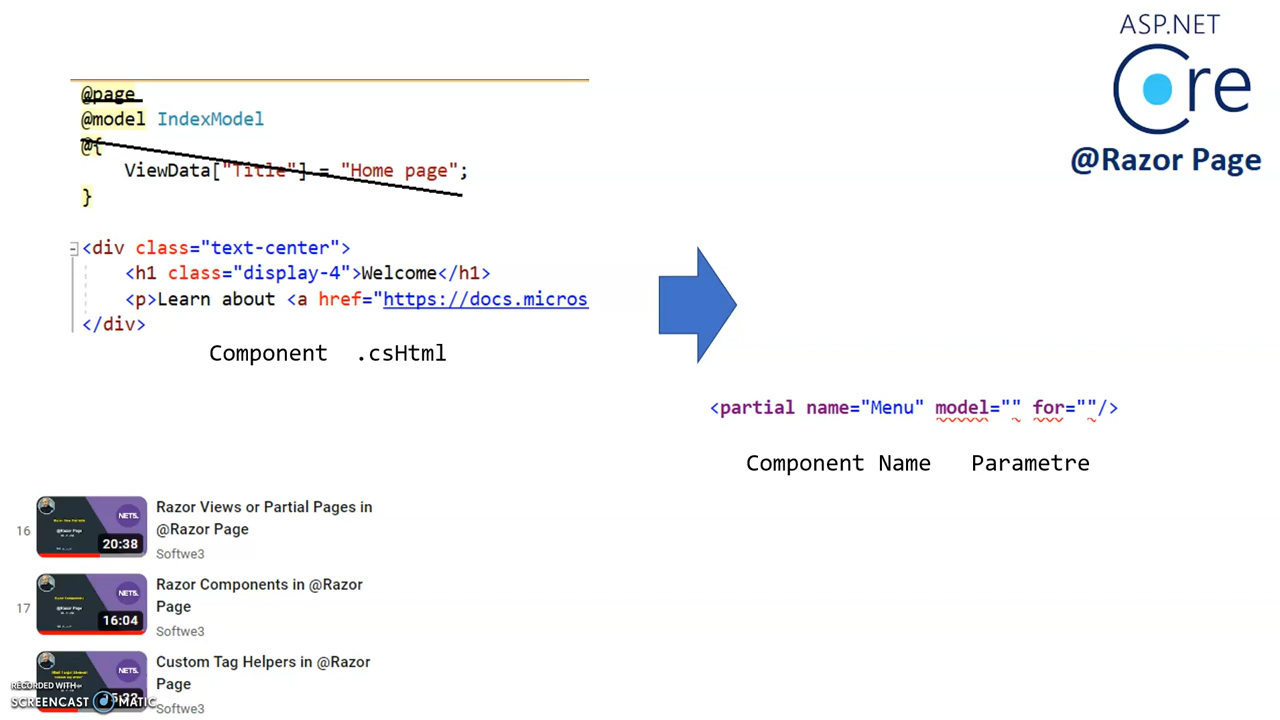 ASP.NET
Core
@Razor Page
@page
@model IndexModel
@{
ViewData["Title"] = "Home page";
}
<div class="text-center">
<h1 class="display-4">Welcome</h1>
<p>Learn about <a href="https://docs.micros
</div>
Component .csHtml
<partial name="Menu" model="" for=""/>
Component Name Parametre
16
NET5.
20:38
Razor Views or Partial Pages in
@Razor Page
Softwe3
17
NET5.
16:04
Razor Components in @Razor
Page
Softwe3
NET5.
Custom Tag Helpers in @Razor
Page
Softwe3
RECORDED WITH
SCREENCAST MATIC